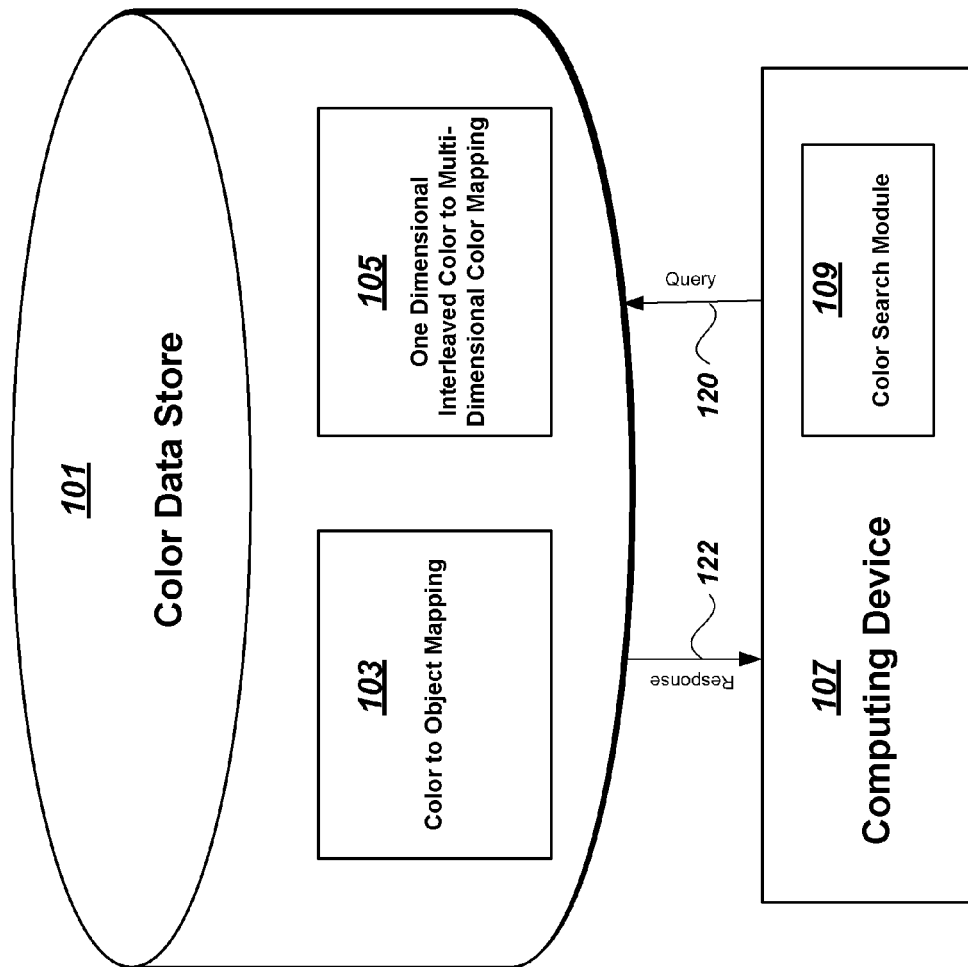 101
Color Data Store
103
Color to Object Mapping
105
One Dimensional
Interleaved Color to Multi-
Dimensional Color Mapping
Response
122
120
Query
107
Computing Device
109
Color Search Module